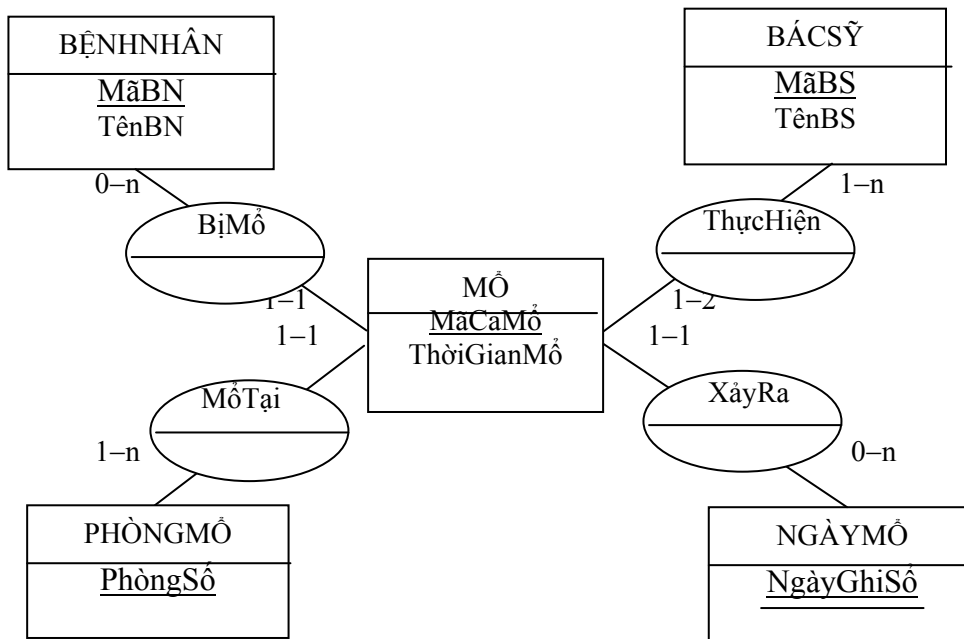 BỆNHNHÂN
MãBN
TênBN
BÁCSỸ
MãBS
TênBS
0–n
1–n
BịMổ
ThựcHiện
1–1
1–2
MỔ
MãCaMổ
ThờiGianMổ
1–1
1–1
MổTại
XảyRa
1–n
0–n
PHÒNGMỔ
PhòngSố
NGÀYMỔ
NgàyGhiSổ